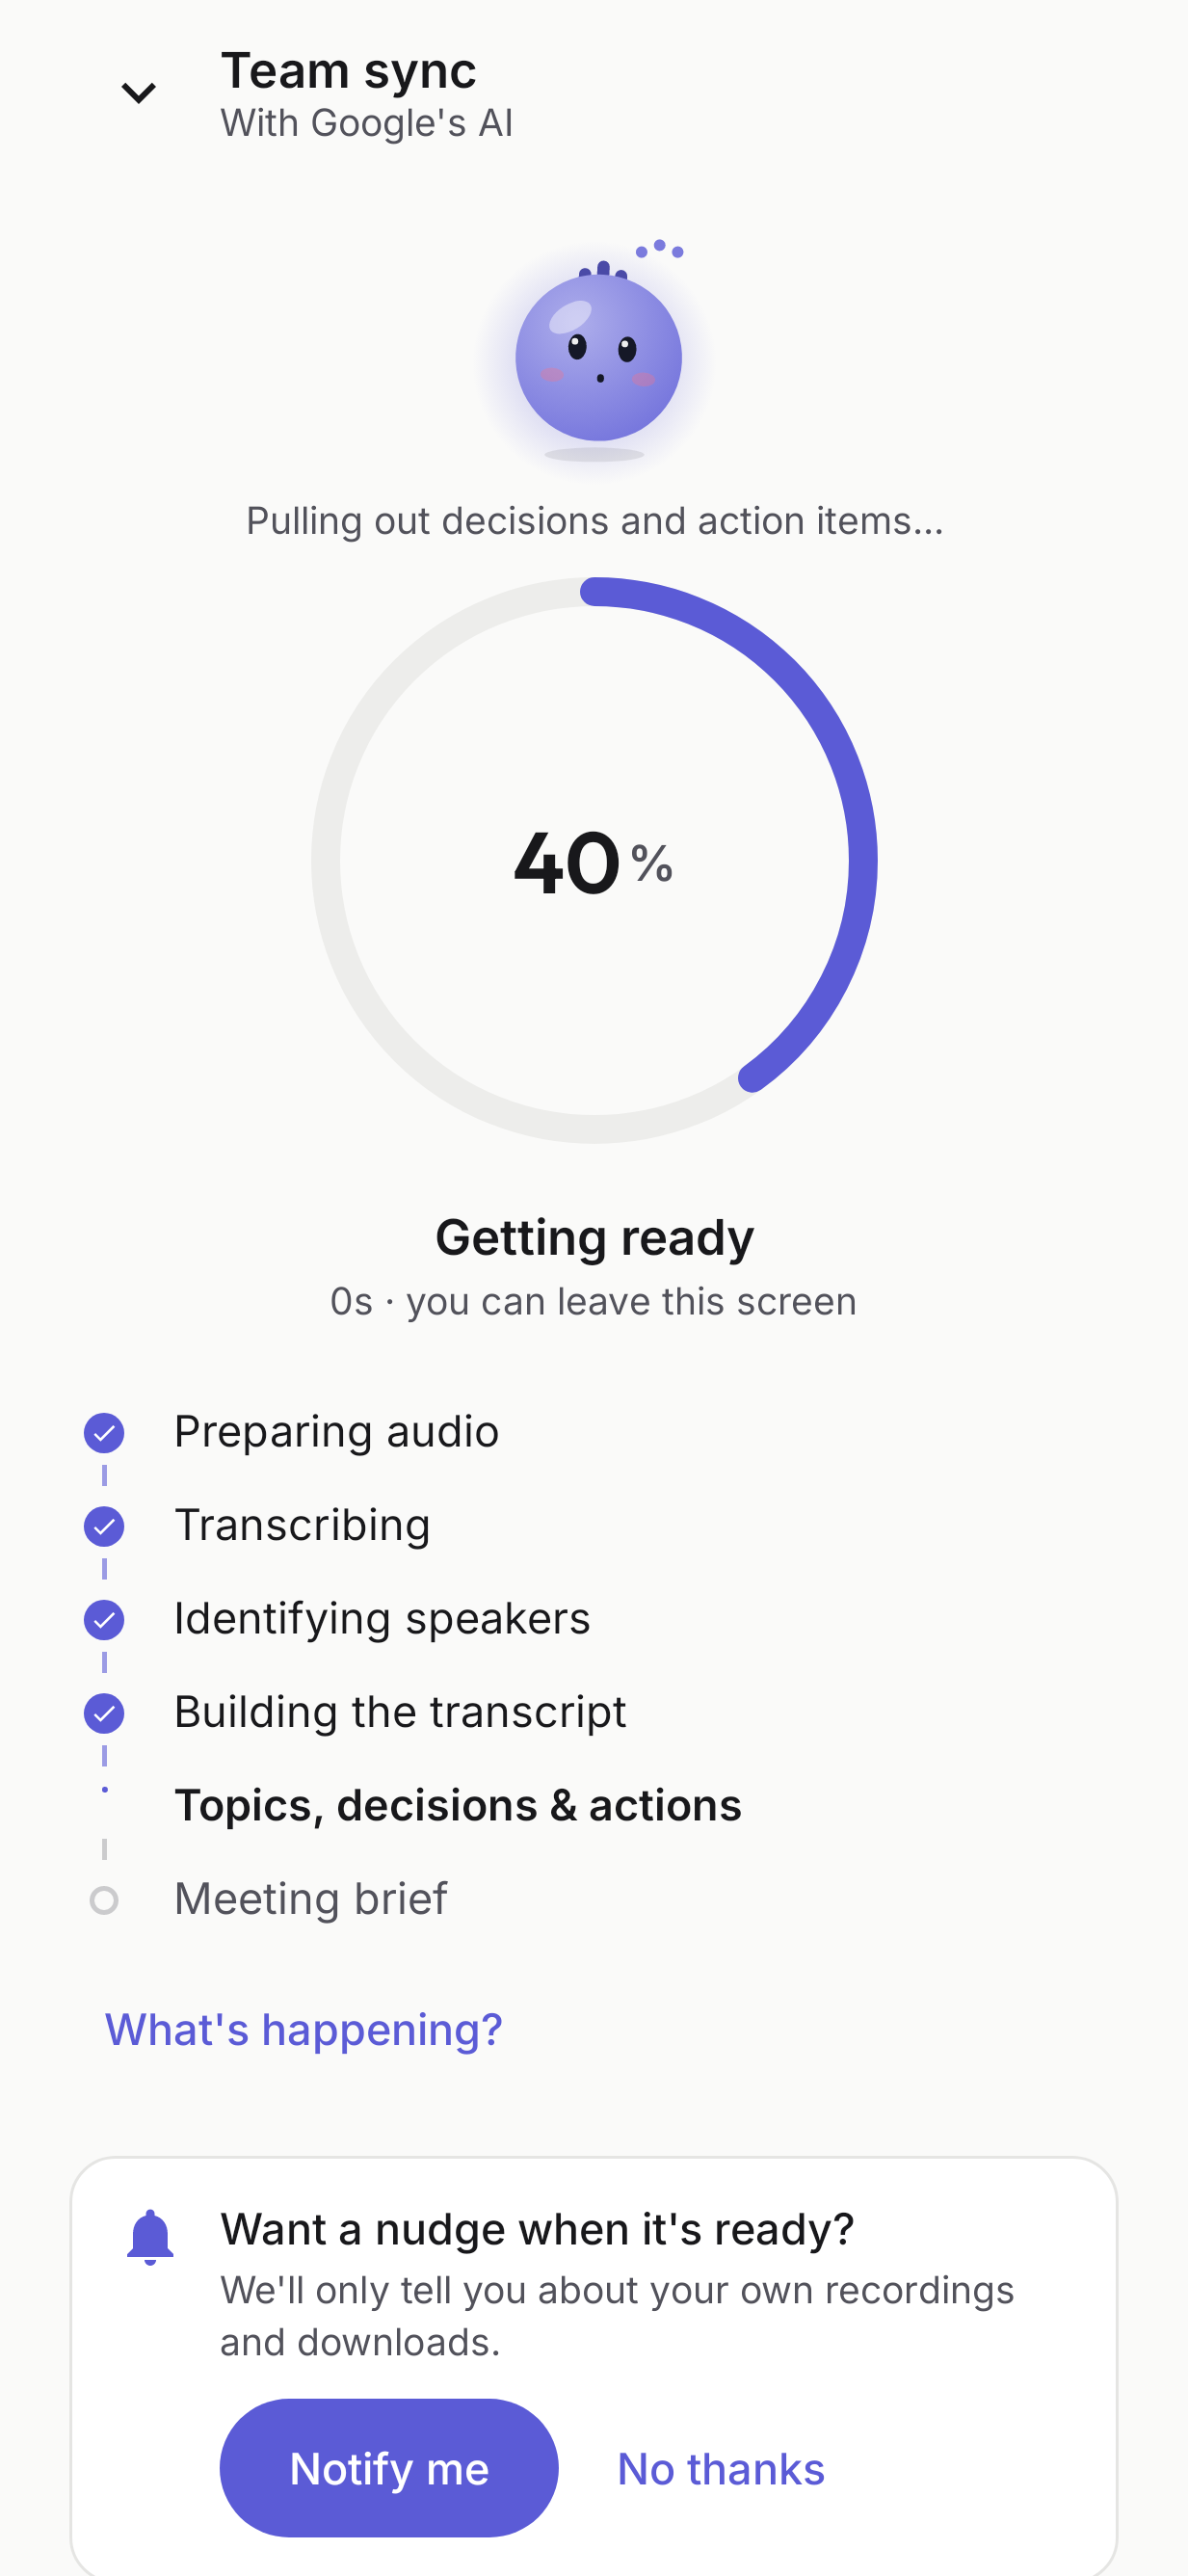 Team sync
With Google's AI
Pulling out decisions and action items...
40 %
Getting ready
0s · you can leave this screen
Preparing audio
Transcribing
Identifying speakers
Building the transcript
Topics, decisions & actions
Meeting brief
What's happening?
Want a nudge when it's ready?
We'll only tell you about your own recordings
and downloads.
Notify me
No thanks